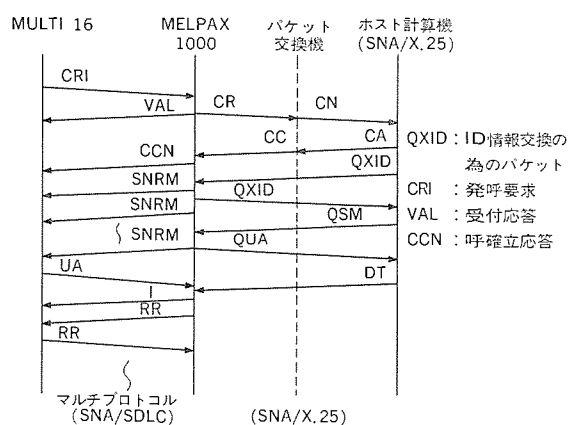 MULTI 16
MELPAX
1000
パケット
交換機
ホスト計算機
(SNA/X.25)
CRI
VAL
CR
CN
CC
CA
CCN
QXID
SNRM
QXID
SNRM
QSM
SNRM
QUA
UA
DT
I
RR
RR
QXID : ID情報交換の
為のパケット
CRI : 発呼要求
VAL : 受付応答
CCN : 呼確立応答
マルチプロトコル
(SNA/SDLC)
(SNA/X.25)